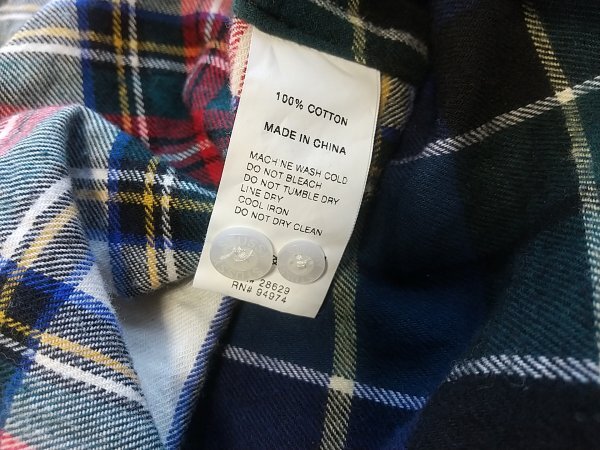 100% COTTON
MADE IN CHINA
MACHINE WASH COLD
DO NOT BLEACH
DO NOT TUMBLE DRY
LINE DRY
COOL IRON
DO NOT DRY CLEAN
# 28629
RN# 94974